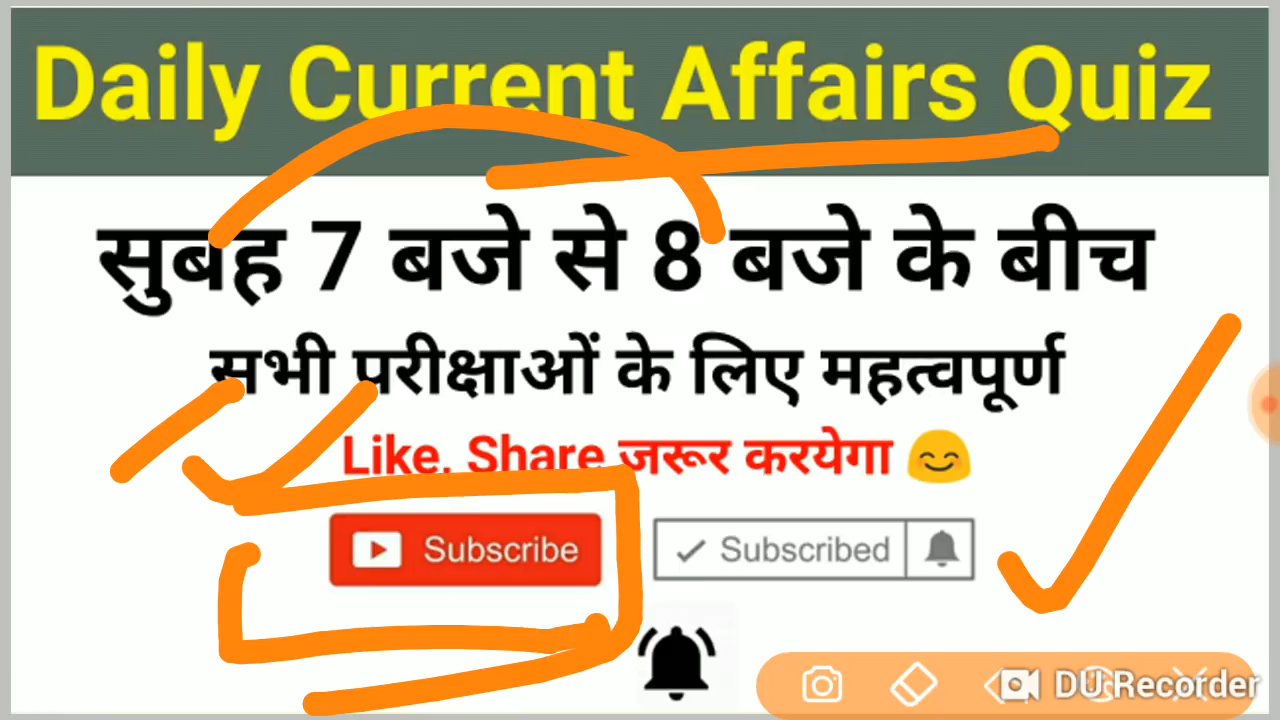 Daily Current Affairs Quiz
सुबह 7 बजे से 8 बजे के बीच
सभी परीक्षाओं के लिए महत्वपूर्ण
Like, Share जरूर करयेगा 😊
Subscribe Subscribed
DU Recorder